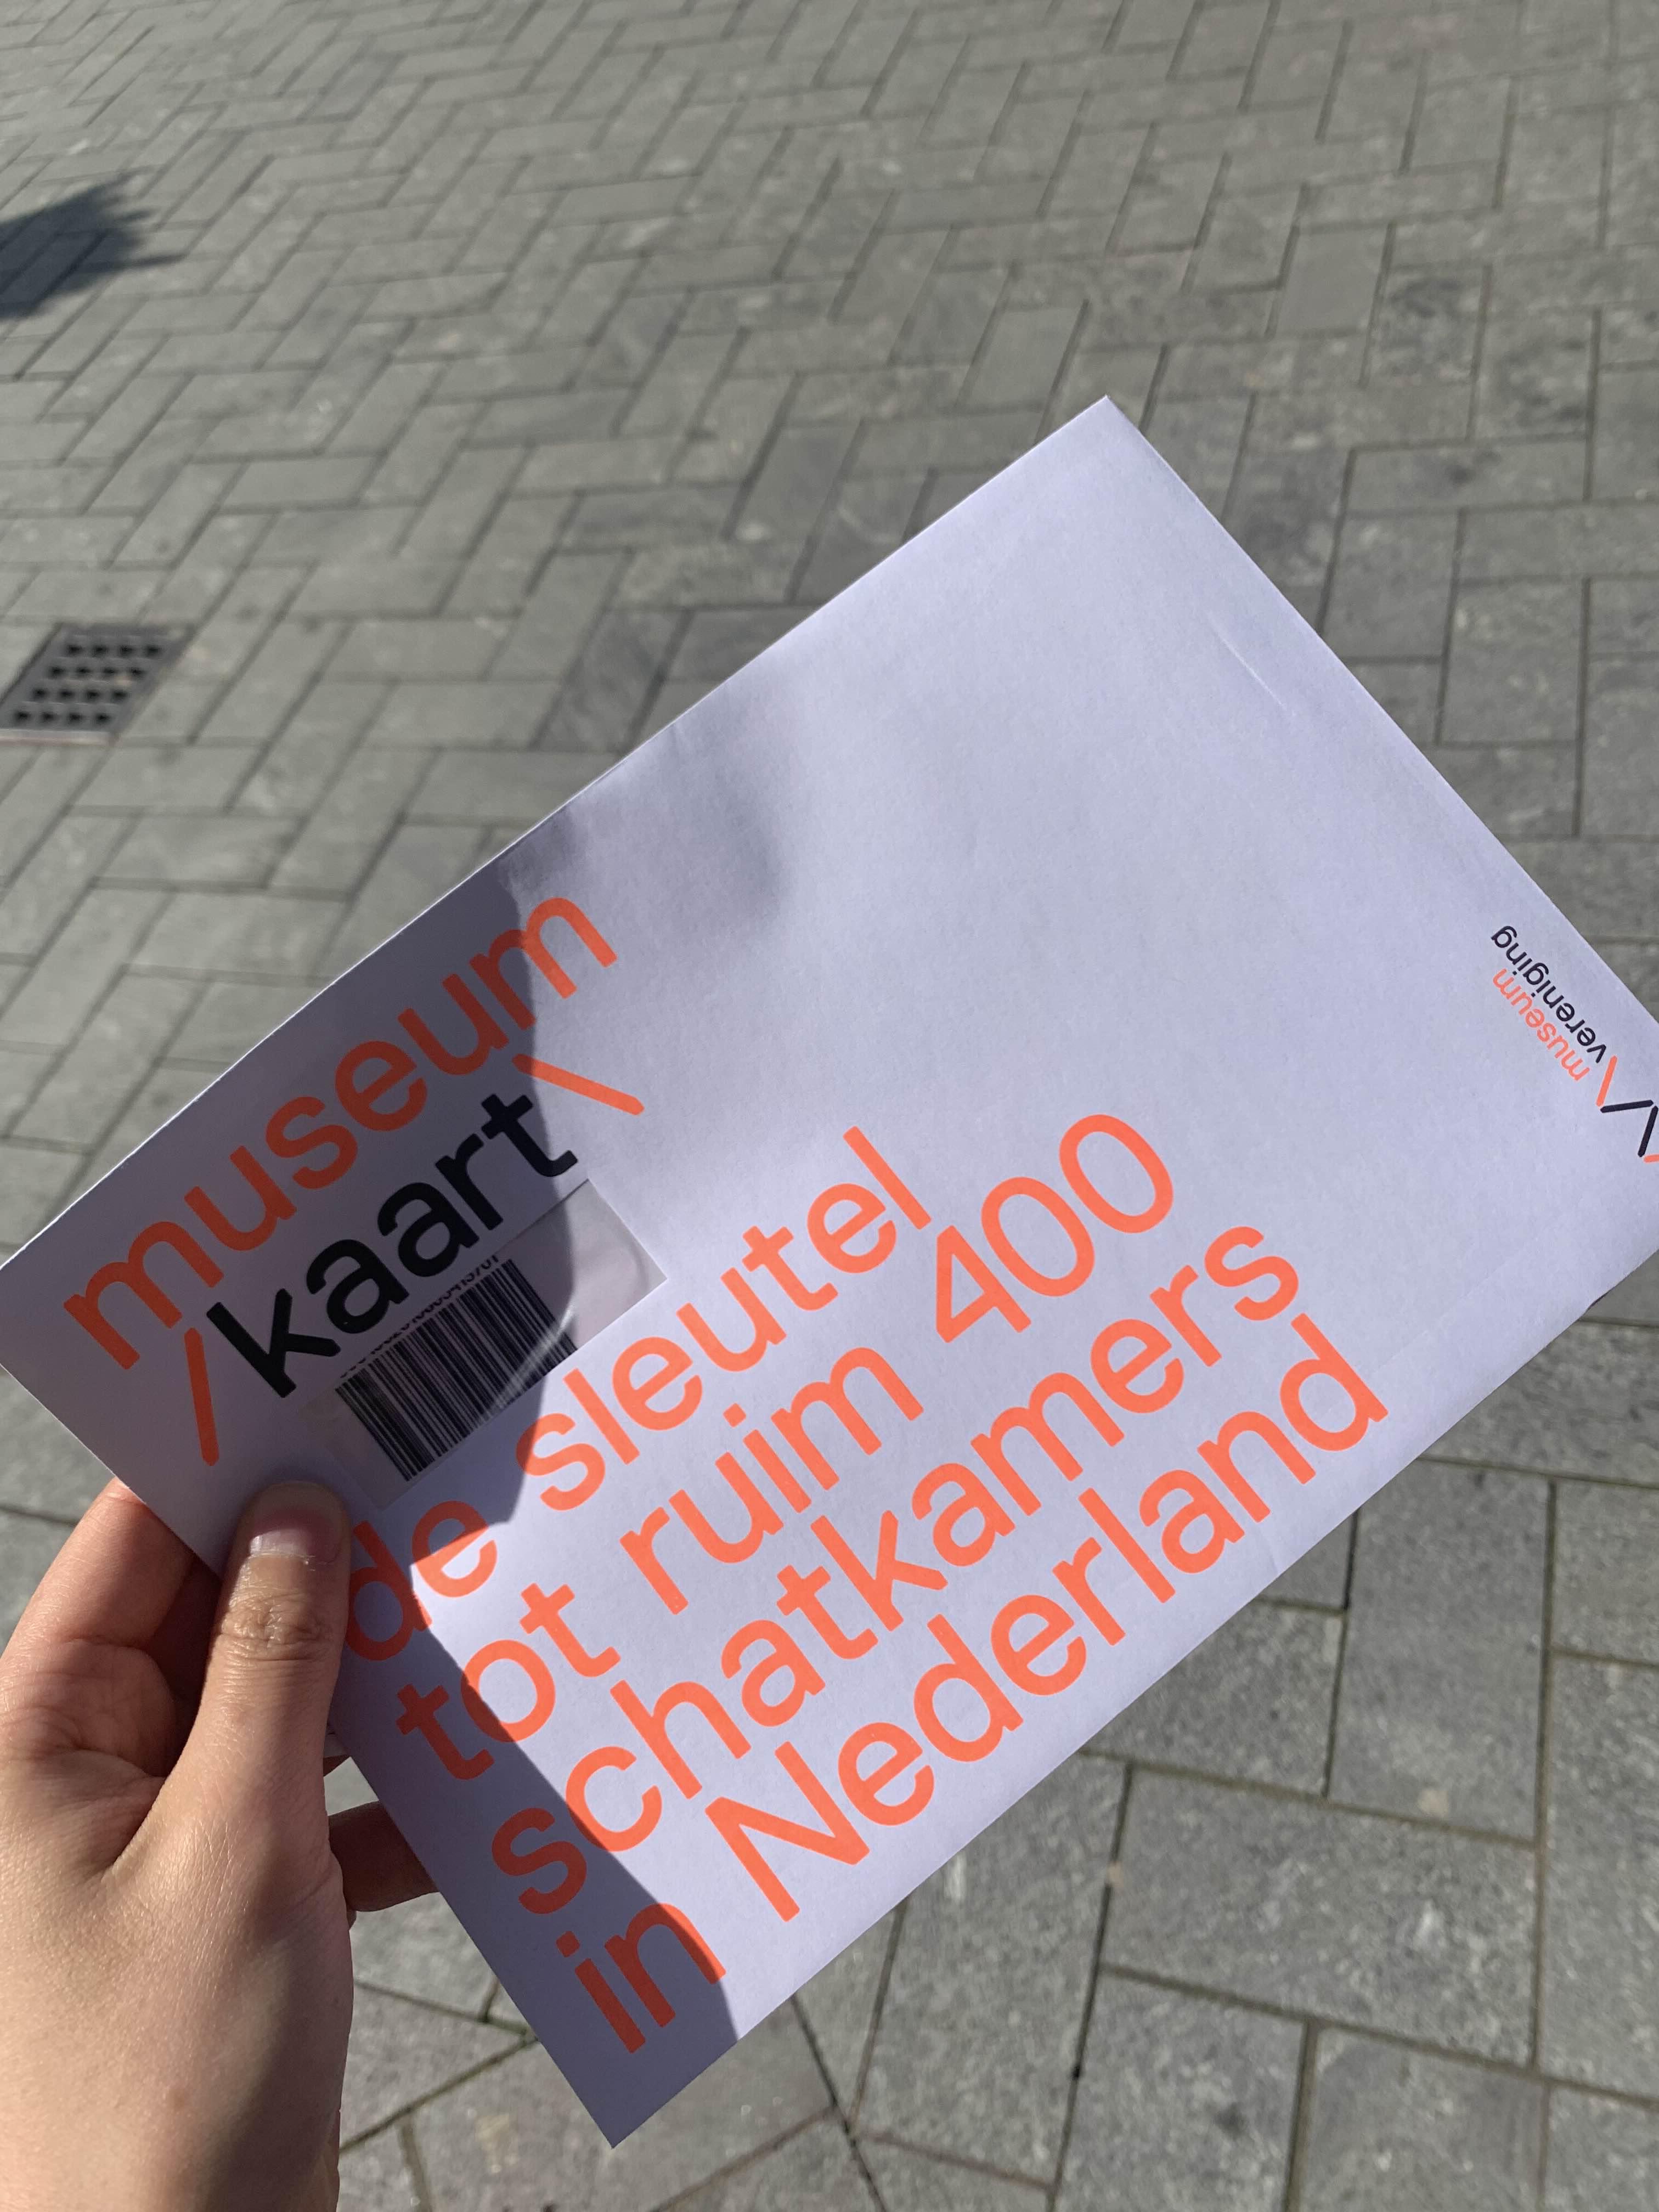 museum
/kaart\
de sleutel
tot ruim 400
schatkamers
in Nederland
museum
vereniging